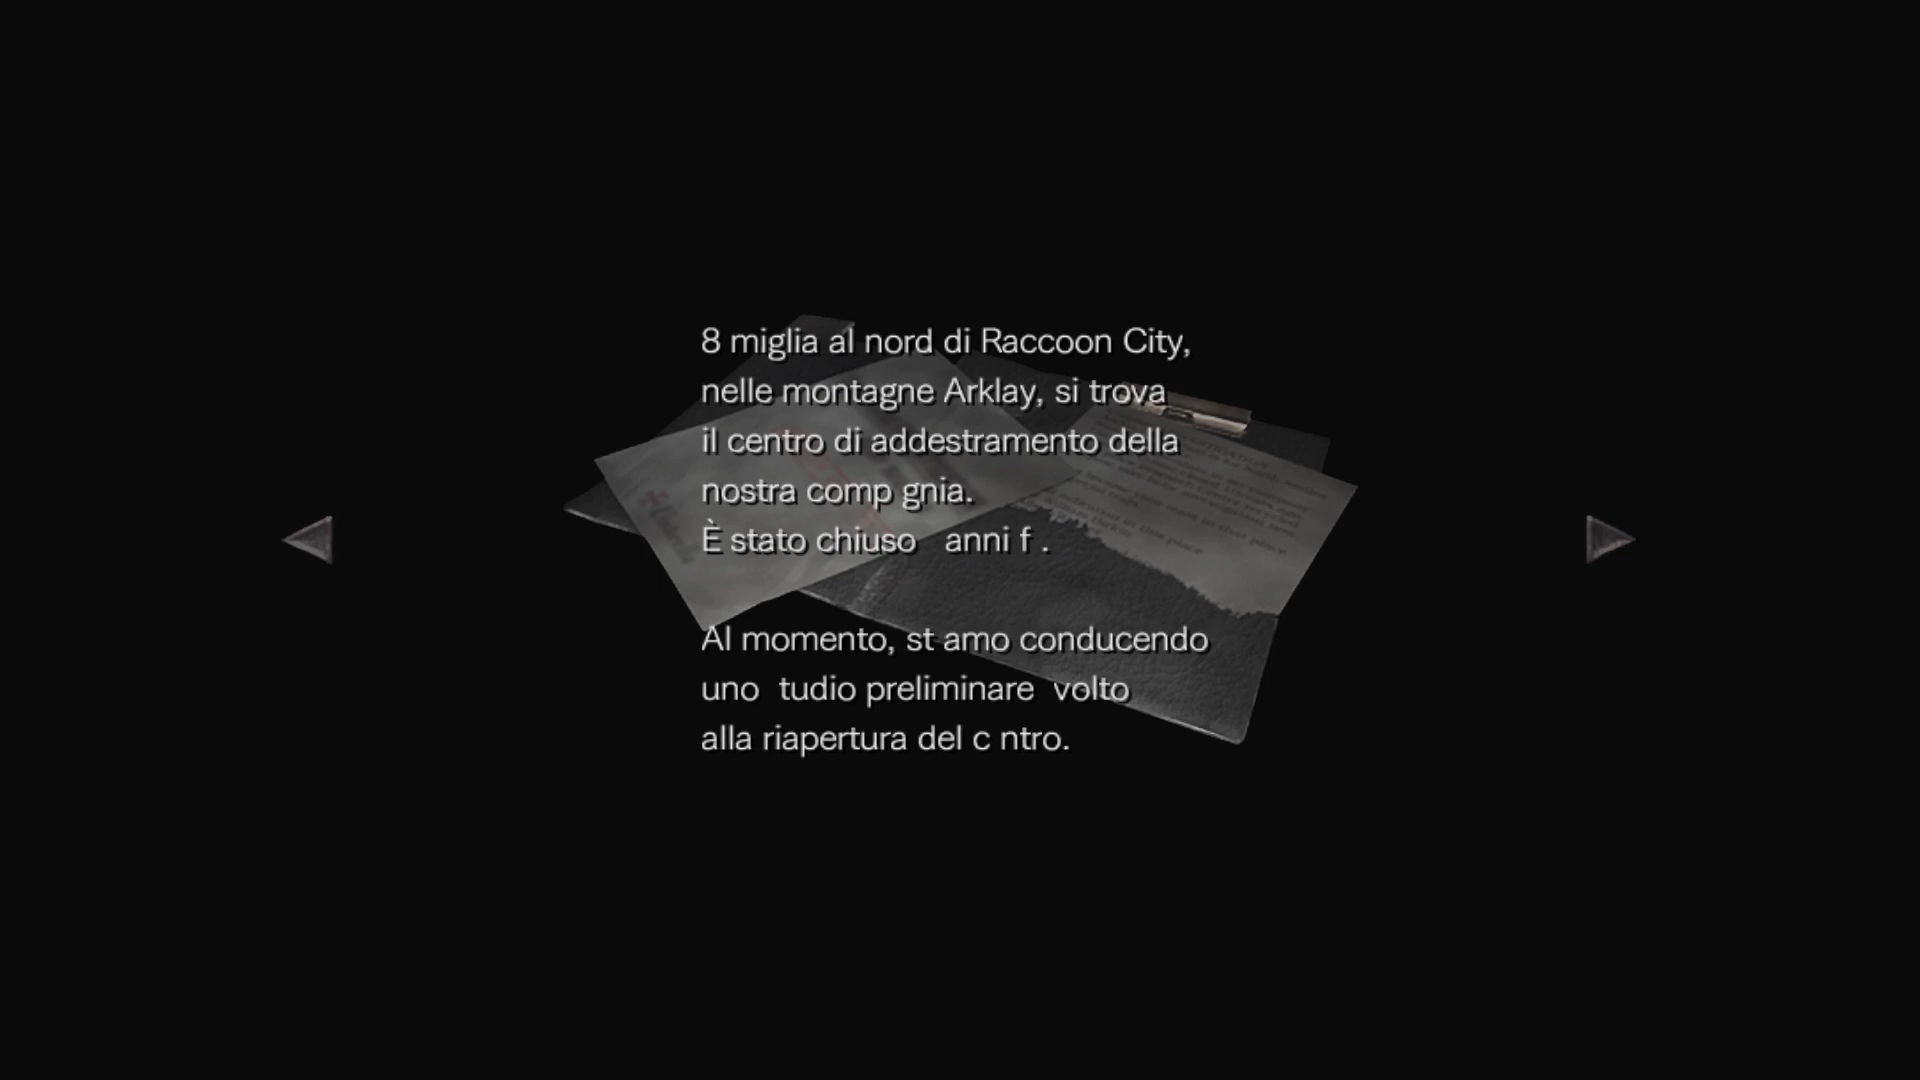 8 miglia al nord di Raccoon City,
nelle montagne Arklay, si trova
il centro di addestramento della
nostra comp gnia.
È stato chiuso   anni f .
Al momento, st amo conducendo
uno  tudio preliminare  volto
alla riapertura del c ntro.